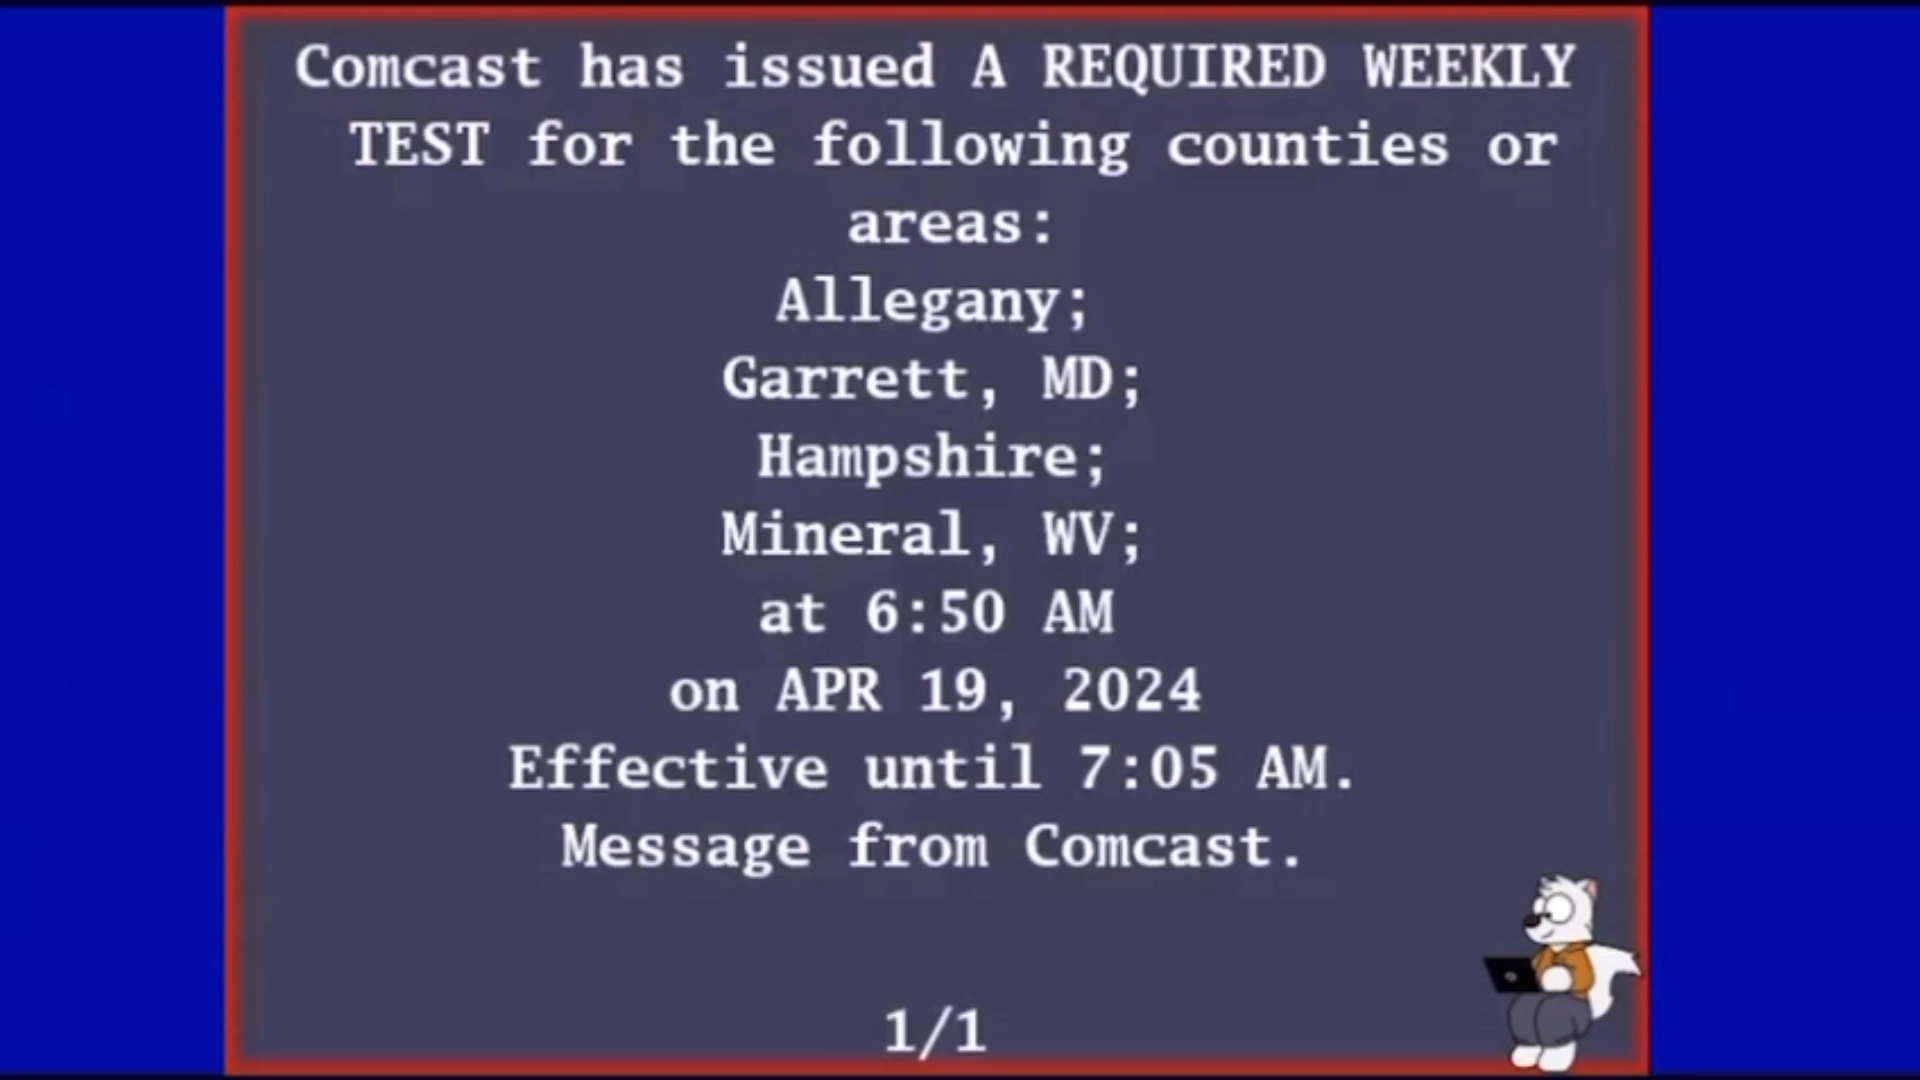 Comcast has issued A REQUIRED WEEKLY
TEST for the following counties or
areas:
Allegany;
Garrett, MD;
Hampshire;
Mineral, WV;
at 6:50 AM
on APR 19, 2024
Effective until 7:05 AM.
Message from Comcast.
1/1